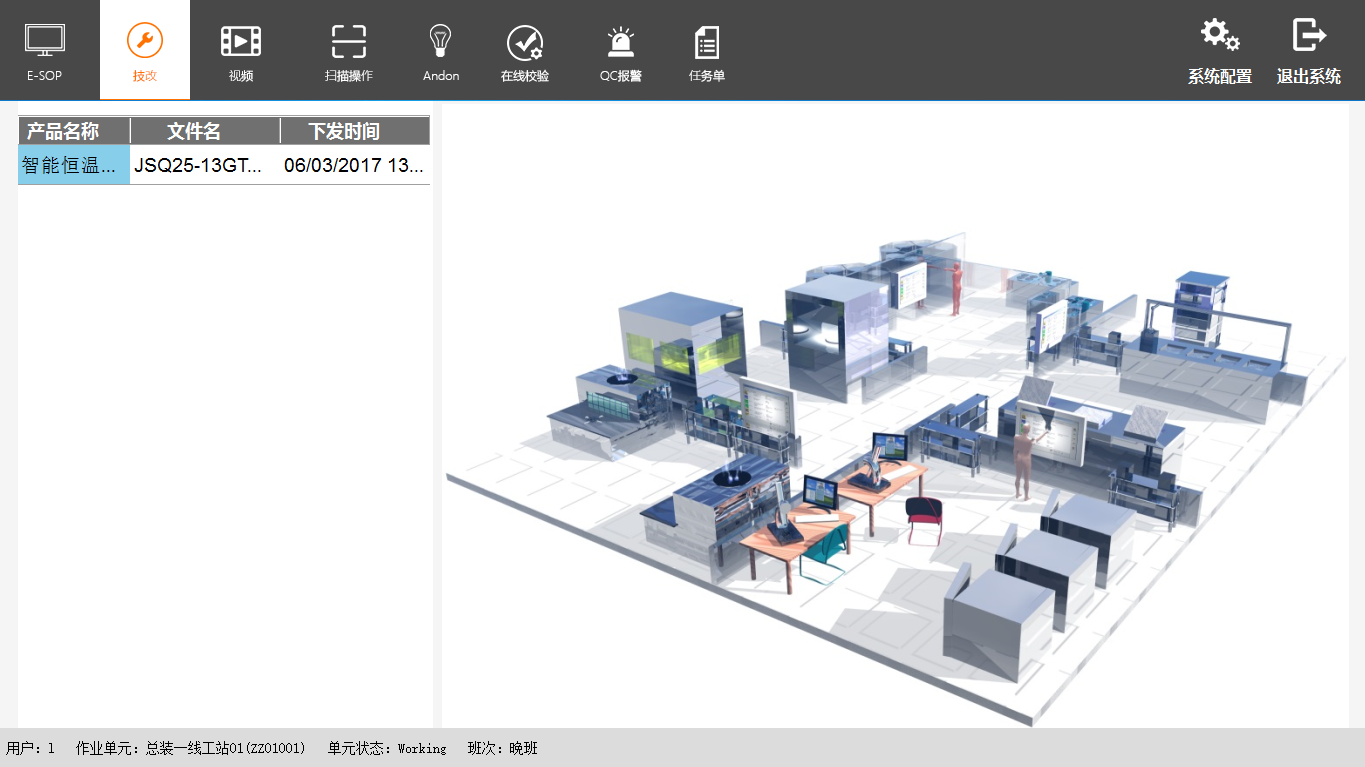 E-SOP 技改 视频 扫描操作 Andon 在线校验 QC报警 任务单 系统配置 退出系统
产品名称 文件名 下发时间
智能恒温... JSQ25-13GT... 06/03/2017 13...
用户: l 作业单元: 总装一线工站01(ZZ01001) 单元状态: Working 班次: 晚班